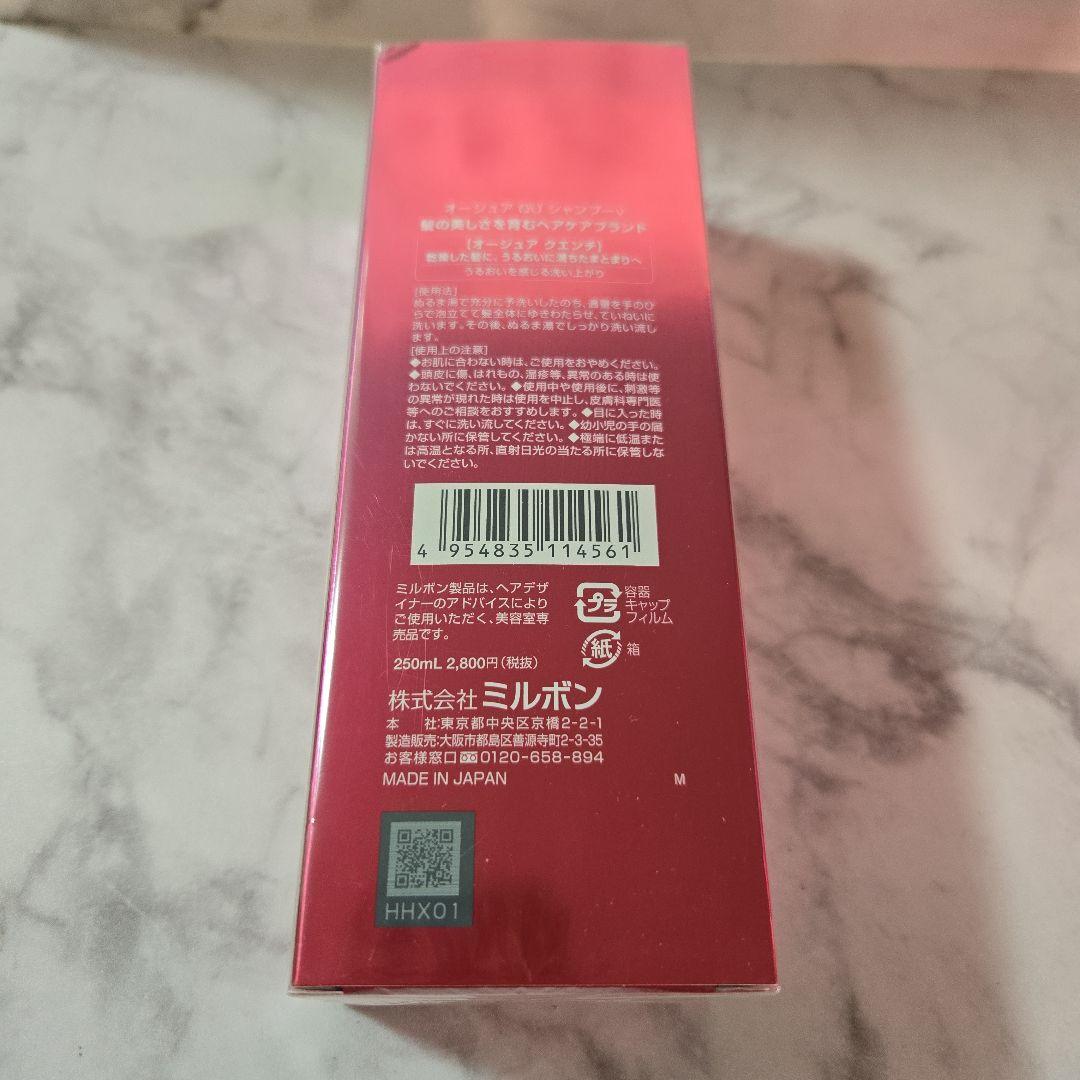 オージュア QU シャンプーv
髪の美しさを育むヘアケアブランド
[オージュア クエンチ]
乾燥した髪に、うるおいに満ちたまとまりへ
うるおいを感じる洗い上がり
[使用法]
ぬるま湯で充分に予洗いしたのち、適量を手のひ
らで泡立てて髪全体にゆきわたらせ、ていねいに
洗います。その後、ぬるま湯でしっかり洗い流し
ます。
[使用上の注意]
◆お肌に合わない時は、ご使用をおやめください。
◆頭皮に傷、はれもの、湿疹等、異常のある時は使
わないでください。◆使用中や使用後に、刺激等
の異常が現れた時は使用を中止し、皮膚科専門医
等へのご相談をおすすめします。◆目に入った時
は、すぐに洗い流してください。◆幼小児の手の届
かない所に保管してください。◆極端に低温また
は高温となる所、直射日光の当たる所に保管しな
いでください。
4 954835 114561
ミルボン製品は、ヘアデザ
イナーのアドバイスにより
ご使用いただく、美容室専
売品です。
プラ
容器
キャップ
フィルム
紙 箱
250mL 2,800円(税抜)
株式会社 ミルボン
本 社:東京都中央区京橋2-2-1
製造販売:大阪市都島区善源寺町2-3-35
お客様窓口 0120-658-894
MADE IN JAPAN M
HHX01